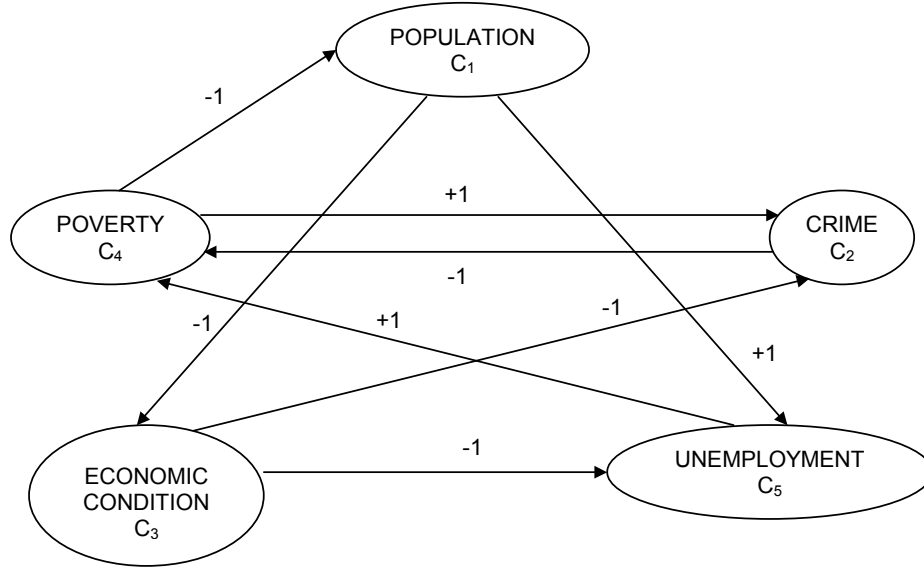 POPULATION
C₁
-1
POVERTY
C₄
+1
CRIME
C₂
-1
-1
+1
-1
+1
ECONOMIC
CONDITION
C₃
-1
UNEMPLOYMENT
C₅